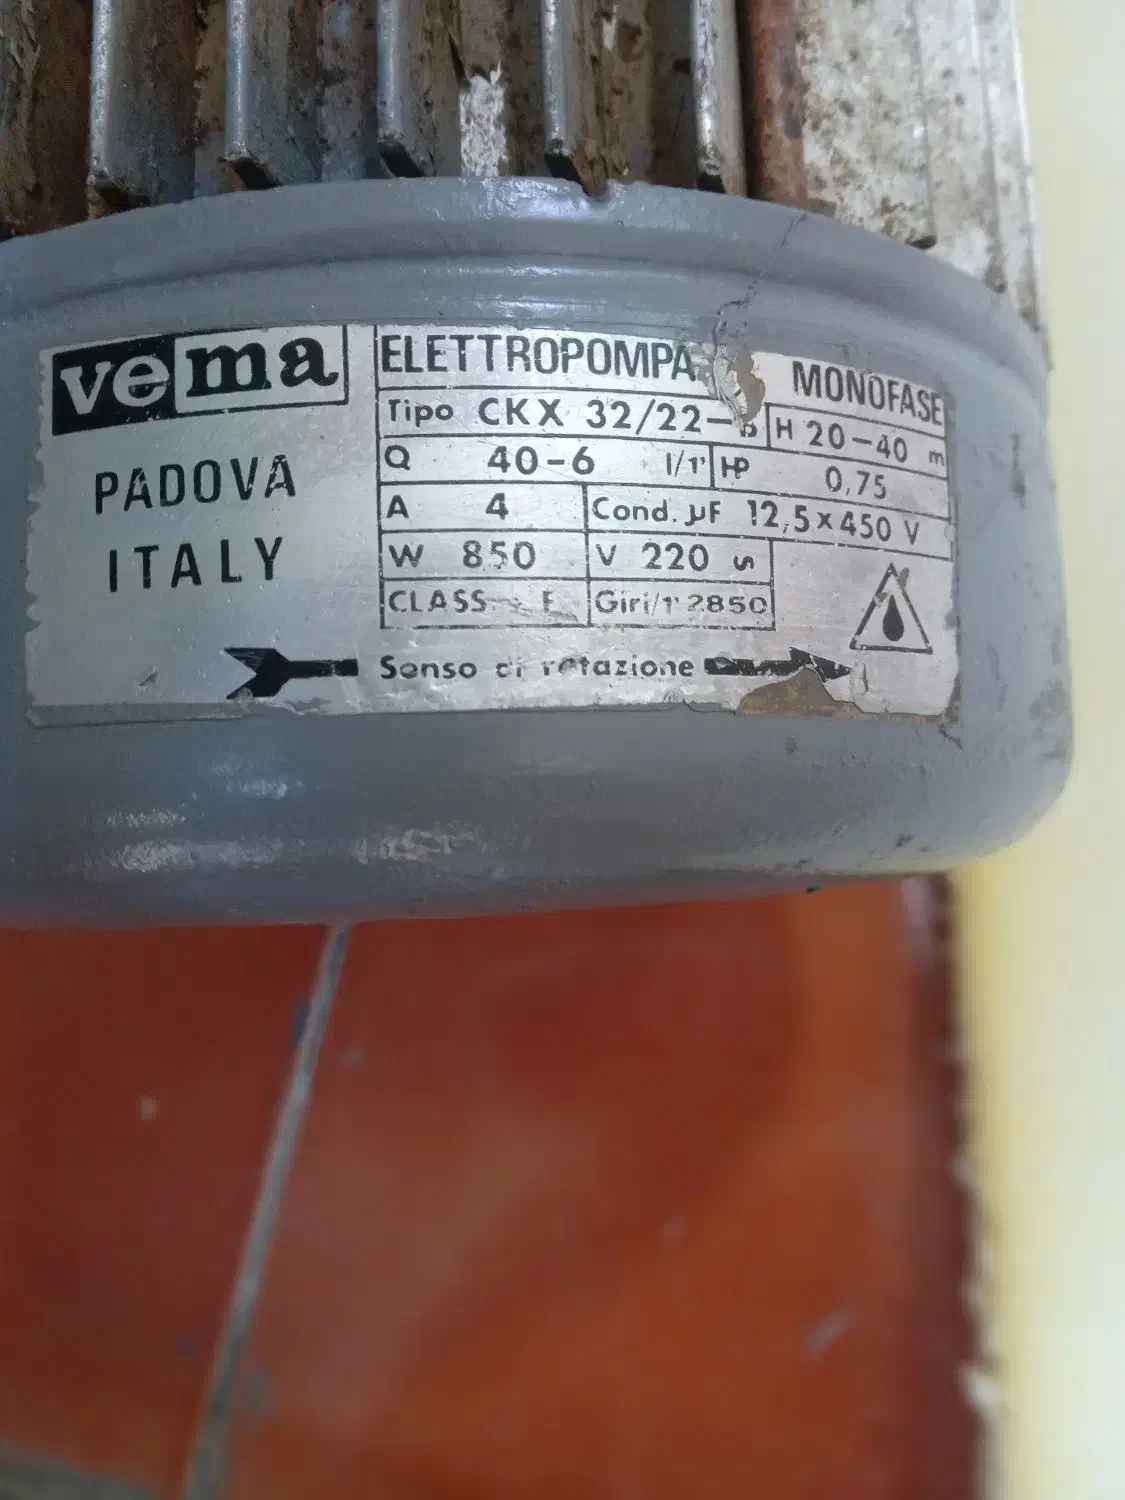 vema
PADOVA
ITALY
ELETTROPOMPA MONOFASE
Tipo CKX 32/22- H 20-40 m
Q 40-6 l/1' HP 0,75
A 4 Cond. µF 12,5x450 V
W 850 V 220
CLASS F Giri/1' 2850
Senso di rotazione